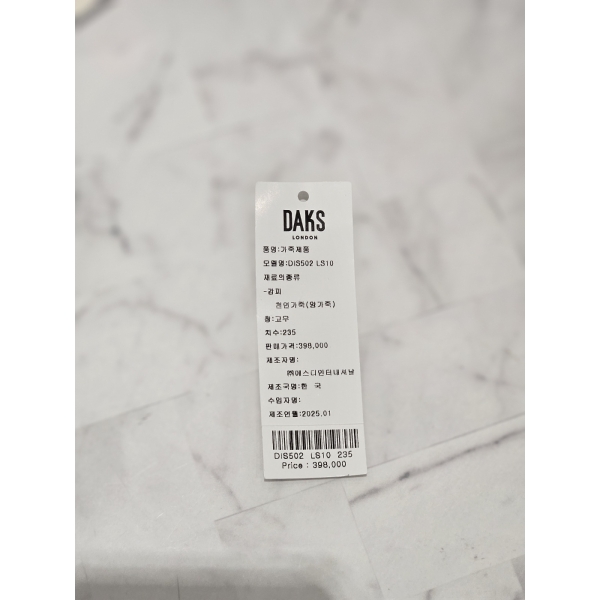 DAKS
LONDON
품명:가죽제품
모델명:DIS502 LS10
재료의종류
-겉피
천연가죽(양가죽)
창:고무
치수:235
판매가격:398,000
제조자명:
㈜에스디인터내셔날
제조국명:한 국
수입자명:
제조연월:2025.01
DIS502 LS10 235
Price : 398,000